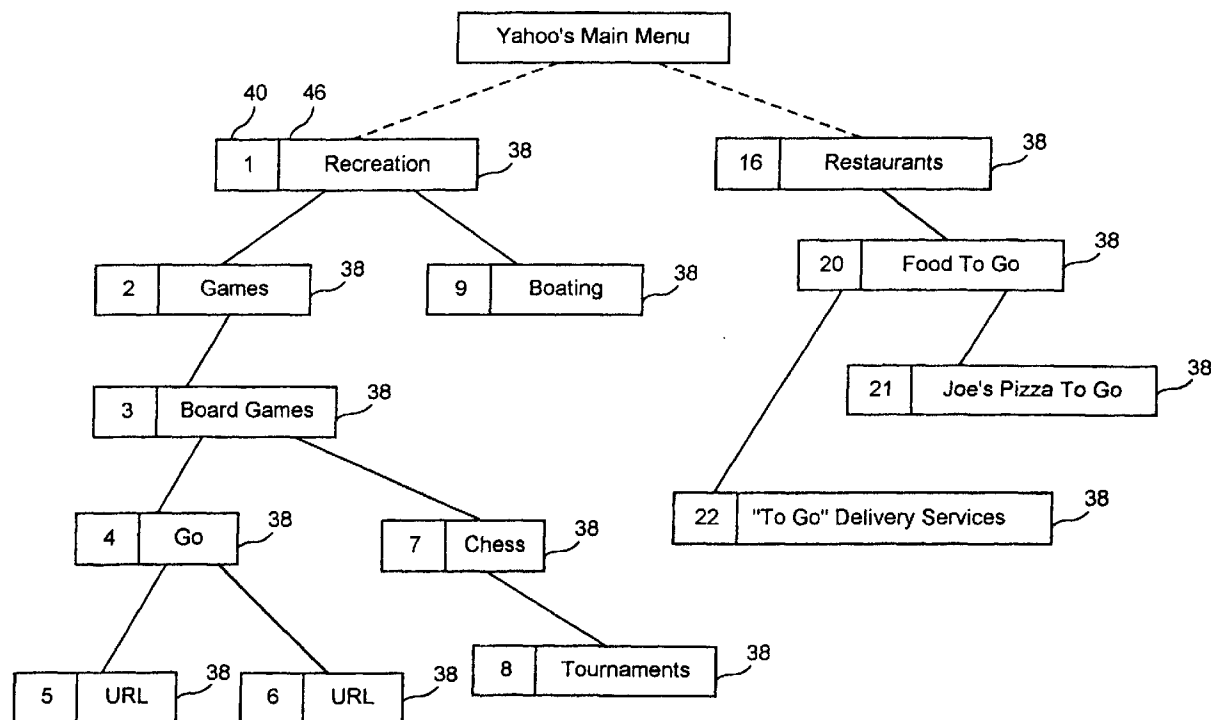 Yahoo's Main Menu
40 46
1 Recreation 38
16 Restaurants 38
2 Games 38
9 Boating 38
20 Food To Go 38
3 Board Games 38
21 Joe's Pizza To Go 38
4 Go 38
7 Chess 38
22 "To Go" Delivery Services 38
5 URL 38
6 URL 38
8 Tournaments 38